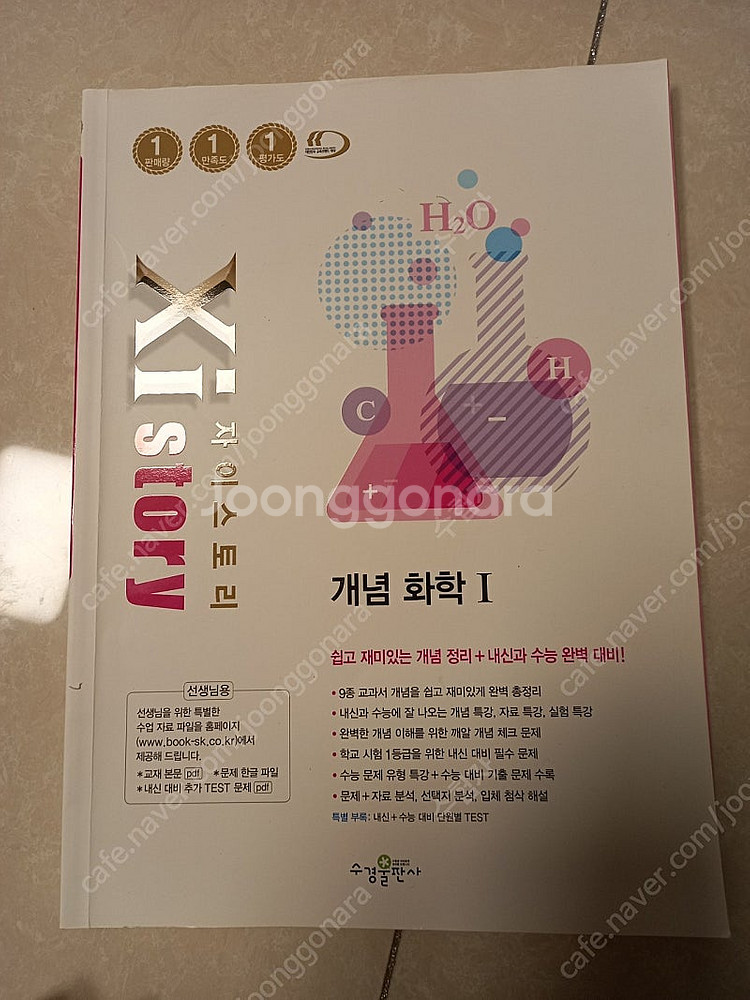 1
판매량
1
만족도
1
평가도
H₂O
C
H
Xistory
자이스토리
개념 화학 I
쉽고 재미있는 개념 정리+내신과 수능 완벽 대비!
• 9종 교과서 개념을 쉽고 재미있게 완벽 총정리
• 내신과 수능에 잘 나오는 개념 특강, 자료 특강, 실험 특강
• 완벽한 개념 이해를 위한 깨알 개념 체크 문제
• 학교 시험 1등급을 위한 내신 대비 필수 문제
• 수능 문제 유형 특강+수능 대비 기출 문제 수록
• 문제+자료 분석, 선택지 분석, 입체 첨삭 해설
특별 부록: 내신+수능 대비 단원별 TEST
선생님용
선생님을 위한 특별한
수업 자료 파일을 홈페이지
(www.book-sk.co.kr)에서
제공해 드립니다.
*교재 본문 pdf *문제 한글 파일
*내신 대비 추가 TEST 문제 pdf
수경출판사
joonggonara
cafe.naver.com/joonggonara